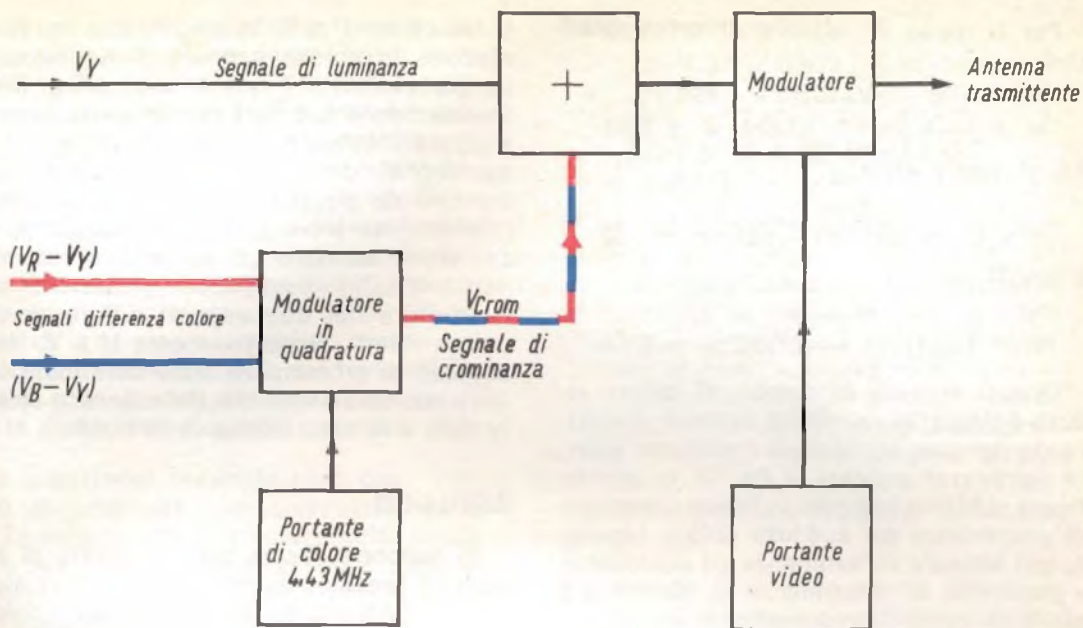 V_Y
Segnale di luminanza
+
Modulatore
Antenna
trasmittente
(V_R – V_Y)
Segnali differenza colore
(V_B – V_Y)
Modulatore
in
quadratura
V_Crom
Segnale di
crominanza
Portante
di colore
4,43 MHz
Portante
video